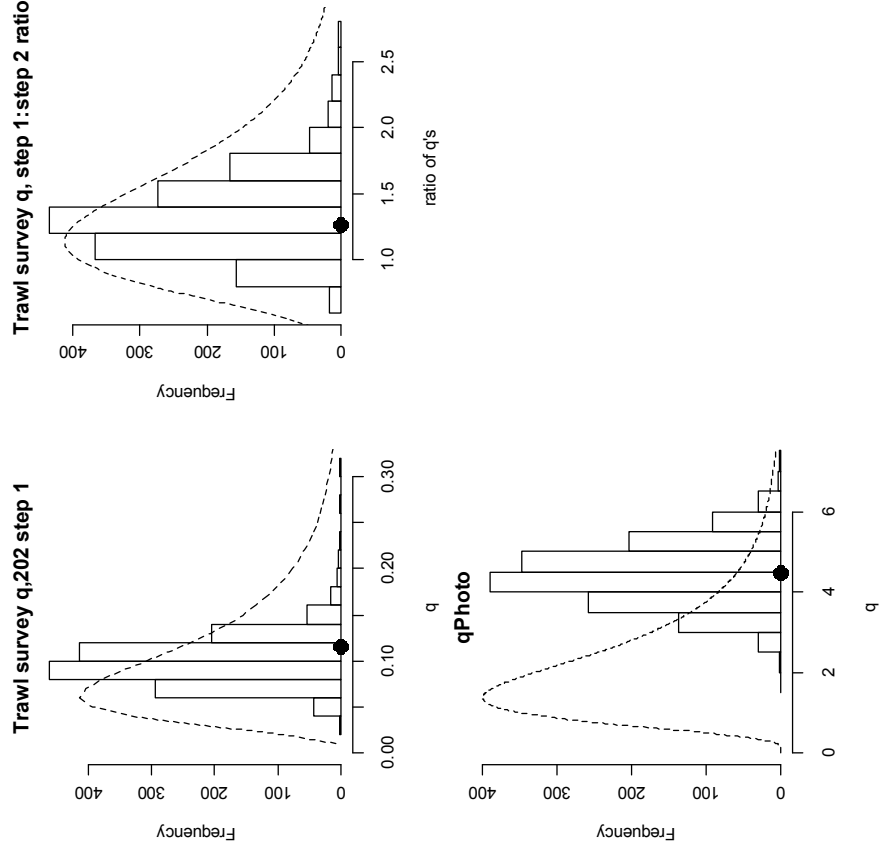 Trawl survey q,202 step 1
Frequency
0 100 200 300 400
0.00 0.10 0.20 0.30
q
Trawl survey q, step 1:step 2 ratio
Frequency
0 100 200 300 400
1.0 1.5 2.0 2.5
ratio of q's
qPhoto
Frequency
0 100 200 300 400
0 2 4 6
q